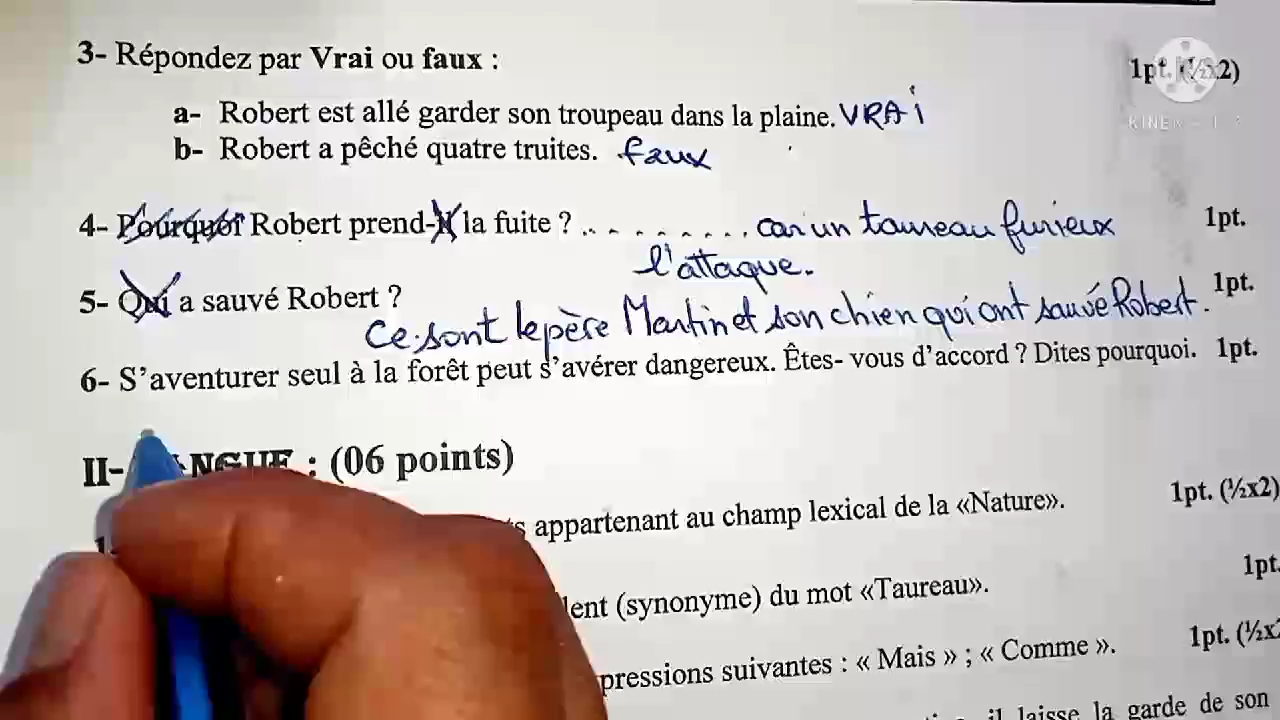 3- Répondez par Vrai ou faux : 1pt. (½x2)
a- Robert est allé garder son troupeau dans la plaine. VRAi
b- Robert a pêché quatre truites. faux
4- Pourquoi Robert prend-il la fuite ? .. . . . . . . . . car un taureau furieux 1pt.
l'attaque.
5- Qui a sauvé Robert ? 1pt.
Ce sont le père Martin et son chien qui ont sauvé Robert.
6- S'aventurer seul à la forêt peut s'avérer dangereux. Êtes- vous d'accord ? Dites pourquoi. 1pt.
II- LANGUE : (06 points)
appartenant au champ lexical de la «Nature». 1pt. (½x2)
(synonyme) du mot «Taureau». 1pt.
suivantes : « Mais » ; « Comme ». 1pt. (½x
il laisse la garde de son